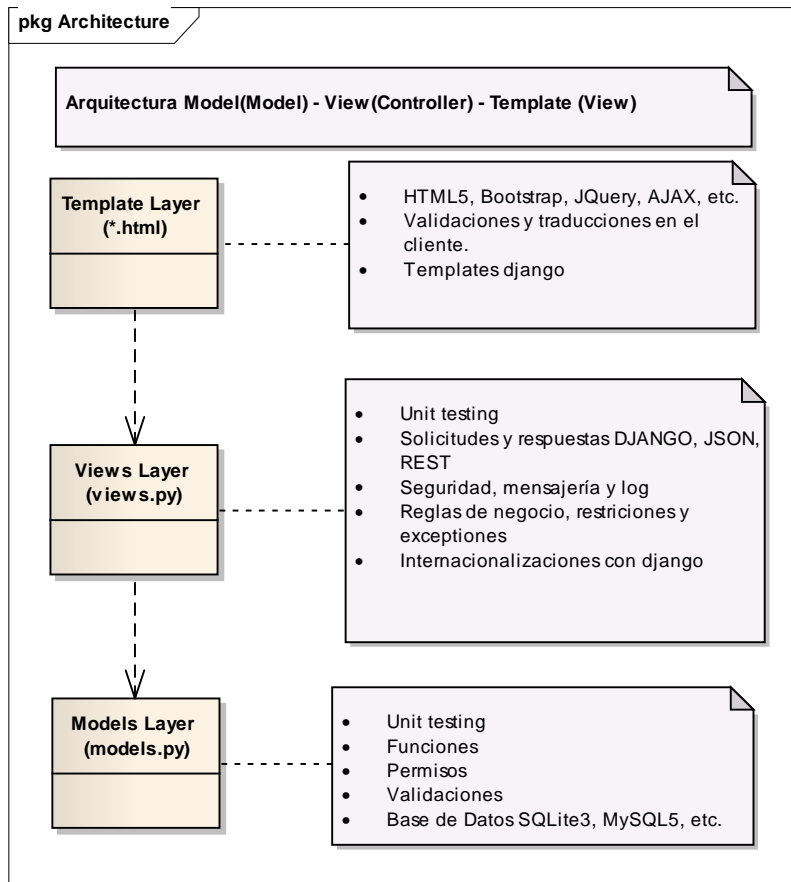 pkg Architecture
Arquitectura Model(Model) - View(Controller) - Template (View)
Template Layer
(*.html)
• HTML5, Bootstrap, JQuery, AJAX, etc.
• Validaciones y traducciones en el
cliente.
• Templates django
Views Layer
(views.py)
• Unit testing
• Solicitudes y respuestas DJANGO, JSON,
REST
• Seguridad, mensajería y log
• Reglas de negocio, restriciones y
exceptiones
• Internacionalizaciones con django
Models Layer
(models.py)
• Unit testing
• Funciones
• Permisos
• Validaciones
• Base de Datos SQLite3, MySQL5, etc.